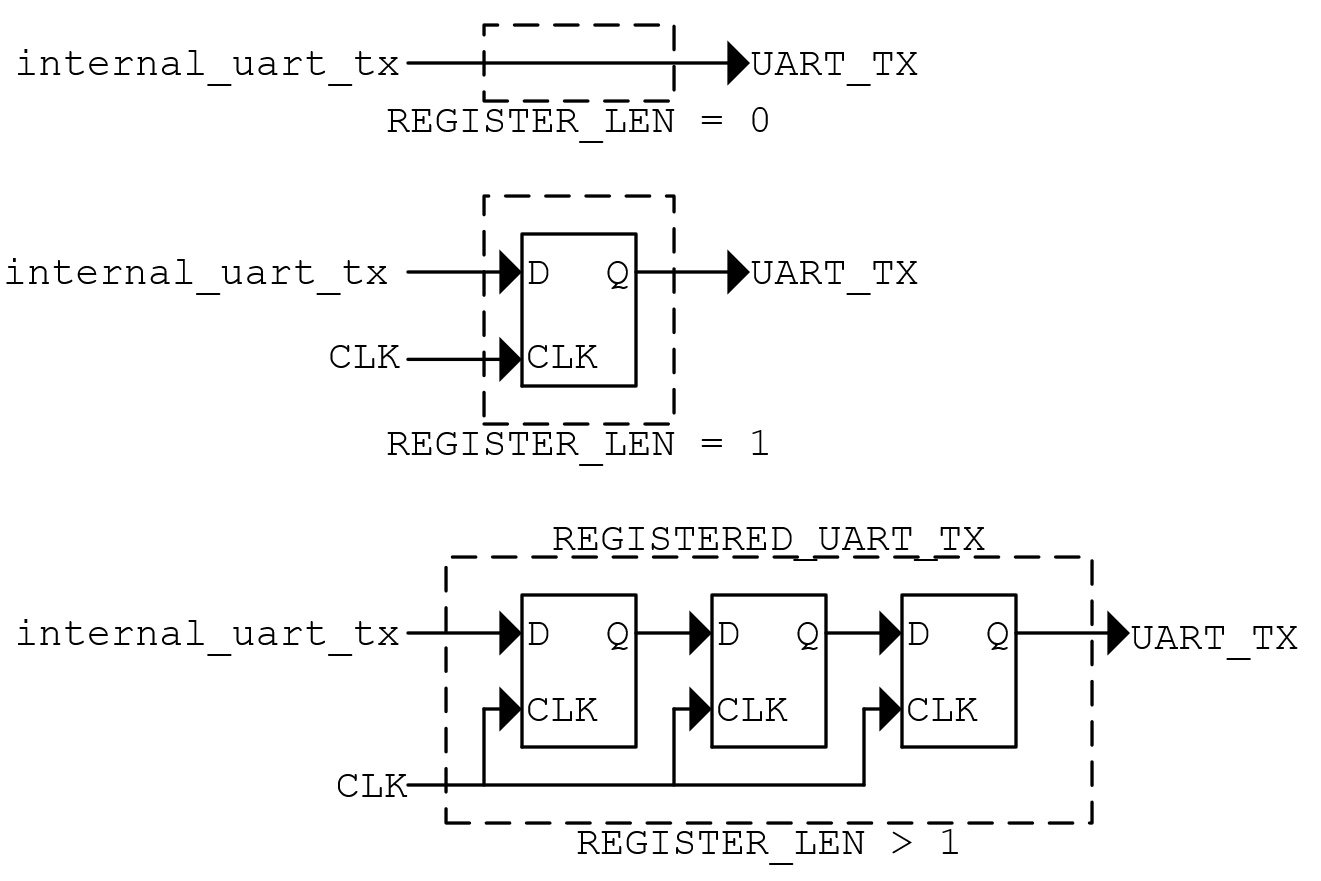 internal_uart_tx UART_TX
REGISTER_LEN = 0
internal_uart_tx D Q UART_TX
CLK CLK
REGISTER_LEN = 1
REGISTERED_UART_TX
internal_uart_tx D Q D Q D Q UART_TX
CLK CLK CLK
CLK
REGISTER_LEN > 1